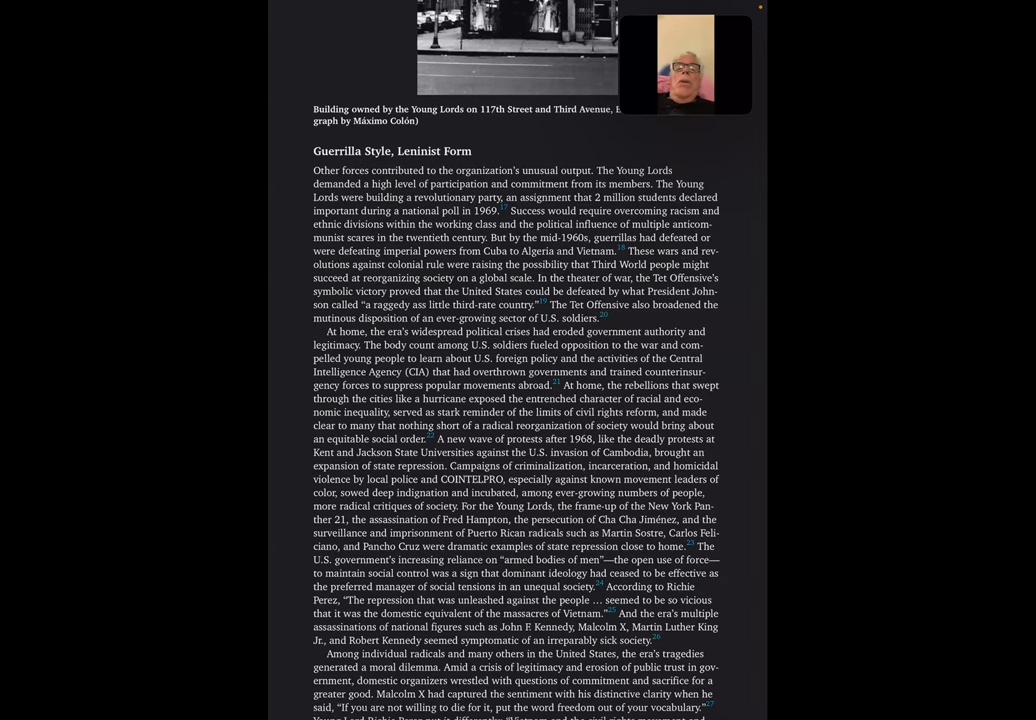 Building owned by the Young Lords on 117th Street and Third Avenue,
graph by Máximo Colón)
Guerrilla Style, Leninist Form
Other forces contributed to the organization's unusual output. The Young Lords
demanded a high level of participation and commitment from its members. The Young
Lords were building a revolutionary party, an assignment that 2 million students declared
important during a national poll in 1969.17 Success would require overcoming racism and
ethnic divisions within the working class and the political influence of multiple anticom-
munist scares in the twentieth century. But by the mid-1960s, guerrillas had defeated or
were defeating imperial powers from Cuba to Algeria and Vietnam.18 These wars and rev-
olutions against colonial rule were raising the possibility that Third World people might
succeed at reorganizing society on a global scale. In the theater of war, the Tet Offensive's
symbolic victory proved that the United States could be defeated by what President John-
son called “a raggedy ass little third-rate country.”19 The Tet Offensive also broadened the
mutinous disposition of an ever-growing sector of U.S. soldiers.20
At home, the era's widespread political crises had eroded government authority and
legitimacy. The body count among U.S. soldiers fueled opposition to the war and com-
pelled young people to learn about U.S. foreign policy and the activities of the Central
Intelligence Agency (CIA) that had overthrown governments and trained counterinsur-
gency forces to suppress popular movements abroad.21 At home, the rebellions that swept
through the cities like a hurricane exposed the entrenched character of racial and eco-
nomic inequality, served as stark reminder of the limits of civil rights reform, and made
clear to many that nothing short of a radical reorganization of society would bring about
an equitable social order.22 A new wave of protests after 1968, like the deadly protests at
Kent and Jackson State Universities against the U.S. invasion of Cambodia, brought an
expansion of state repression. Campaigns of criminalization, incarceration, and homicidal
violence by local police and COINTELPRO, especially against known movement leaders of
color, sowed deep indignation and incubated, among ever-growing numbers of people,
more radical critiques of society. For the Young Lords, the frame-up of the New York Pan-
ther 21, the assassination of Fred Hampton, the persecution of Cha Cha Jiménez, and the
surveillance and imprisonment of Puerto Rican radicals such as Martin Sostre, Carlos Feli-
ciano, and Pancho Cruz were dramatic examples of state repression close to home.23 The
U.S. government's increasing reliance on “armed bodies of men”—the open use of force—
to maintain social control was a sign that dominant ideology had ceased to be effective as
the preferred manager of social tensions in an unequal society.24 According to Richie
Perez, “The repression that was unleashed against the people … seemed to be so vicious
that it was the domestic equivalent of the massacres of Vietnam.”25 And the era's multiple
assassinations of national figures such as John F. Kennedy, Malcolm X, Martin Luther King
Jr., and Robert Kennedy seemed symptomatic of an irreparably sick society.26
Among individual radicals and many others in the United States, the era's tragedies
generated a moral dilemma. Amid a crisis of legitimacy and erosion of public trust in gov-
ernment, domestic organizers wrestled with questions of commitment and sacrifice for a
greater good. Malcolm X had captured the sentiment with his distinctive clarity when he
said, “If you are not willing to die for it, put the word freedom out of your vocabulary.”27